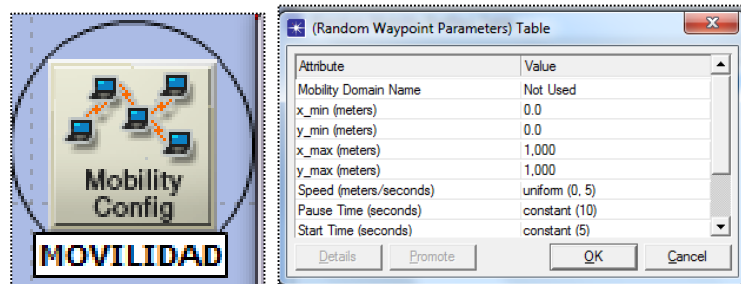 Mobility
Config
MOVILIDAD
(Random Waypoint Parameters) Table
Attribute Value
Mobility Domain Name Not Used
x_min (meters) 0.0
y_min (meters) 0.0
x_max (meters) 1,000
y_max (meters) 1,000
Speed (meters/seconds) uniform (0, 5)
Pause Time (seconds) constant (10)
Start Time (seconds) constant (5)
Details Promote OK Cancel